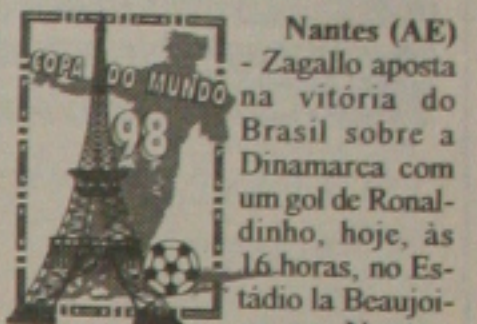 COPA DO MUNDO
98
Nantes (AE)
- Zagallo aposta
na vitória do
Brasil sobre a
Dinamarca com
um gol de Ronal-
dinho, hoje, às
16 horas, no Es-
tádio la Beaujoi-